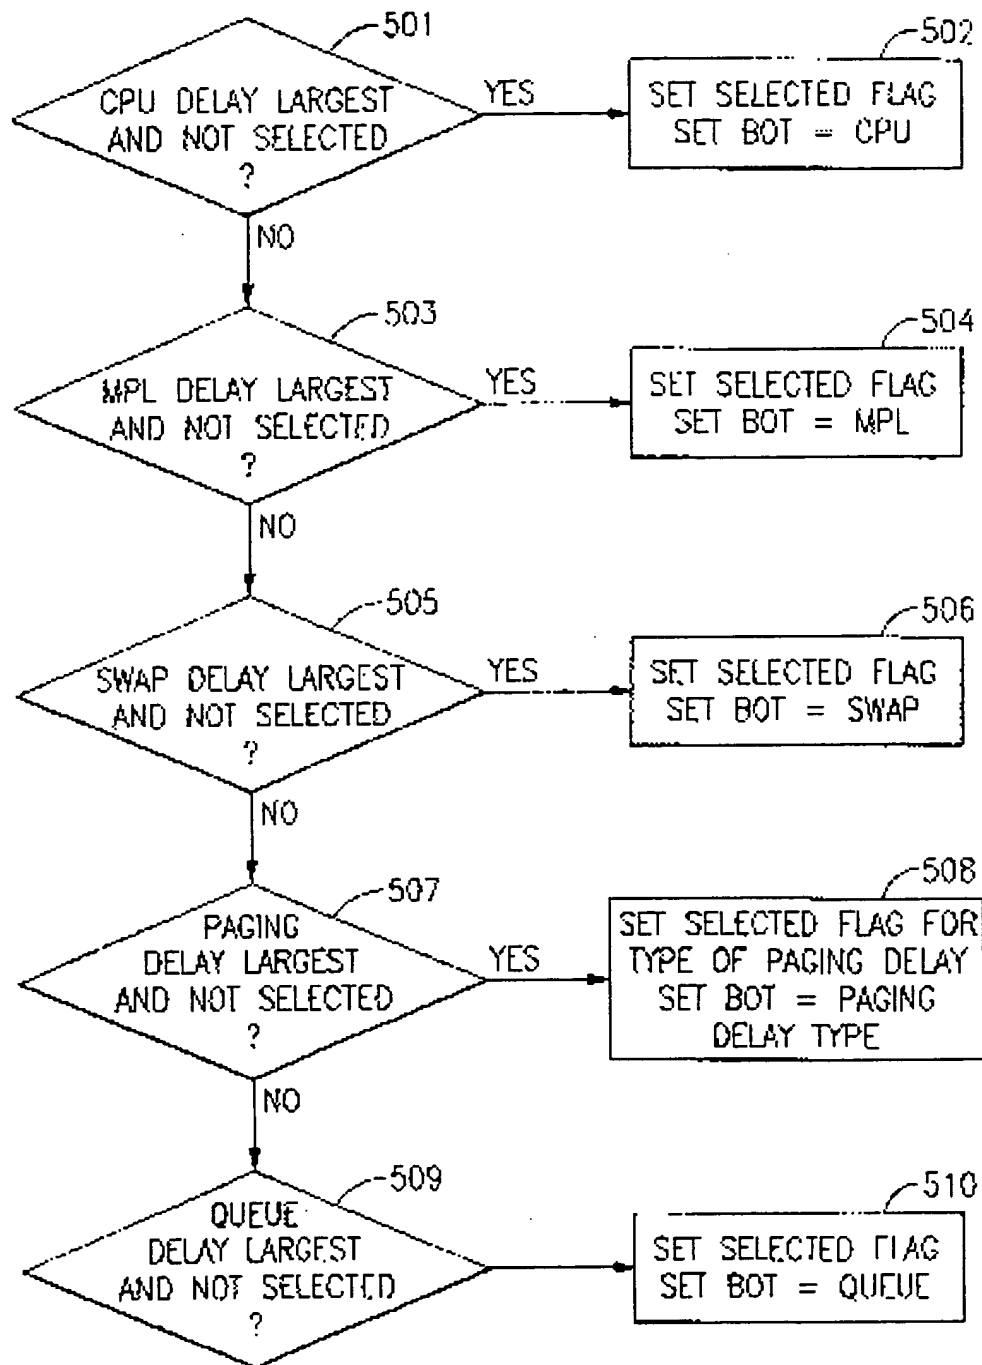 501
CPU DELAY LARGEST
AND NOT SELECTED
?
YES
502
SET SELECTED FLAG
SET BOT = CPU
NO
503
MPL DELAY LARGEST
AND NOT SELECTED
?
YES
504
SET SELECTED FLAG
SET BOT = MPL
NO
505
SWAP DELAY LARGEST
AND NOT SELECTED
?
YES
506
SET SELECTED FLAG
SET BOT = SWAP
NO
507
PAGING
DELAY LARGEST
AND NOT SELECTED
?
YES
508
SET SELECTED FLAG FOR
TYPE OF PAGING DELAY
SET BOT = PAGING
DELAY TYPE
NO
509
QUEUE
DELAY LARGEST
AND NOT SELECTED
?
510
SET SELECTED FLAG
SET BOT = QUEUE